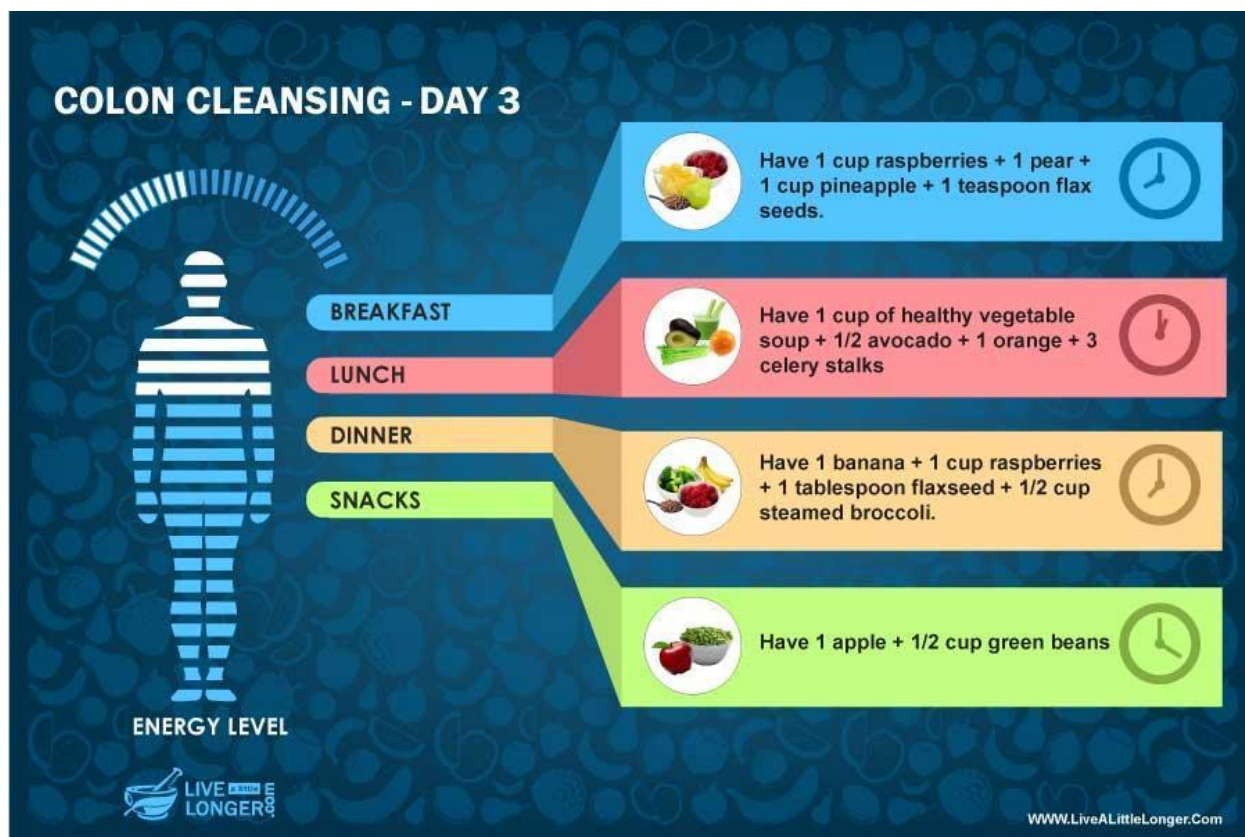 COLON CLEANSING - DAY 3
Have 1 cup raspberries + 1 pear +
1 cup pineapple + 1 teaspoon flax
seeds.
BREAKFAST
Have 1 cup of healthy vegetable
soup + 1/2 avocado + 1 orange + 3
celery stalks
LUNCH
DINNER
Have 1 banana + 1 cup raspberries
+ 1 tablespoon flaxseed + 1/2 cup
steamed broccoli.
SNACKS
Have 1 apple + 1/2 cup green beans
ENERGY LEVEL
LIVE a little
LONGER.com
WWW.LiveALittleLonger.Com